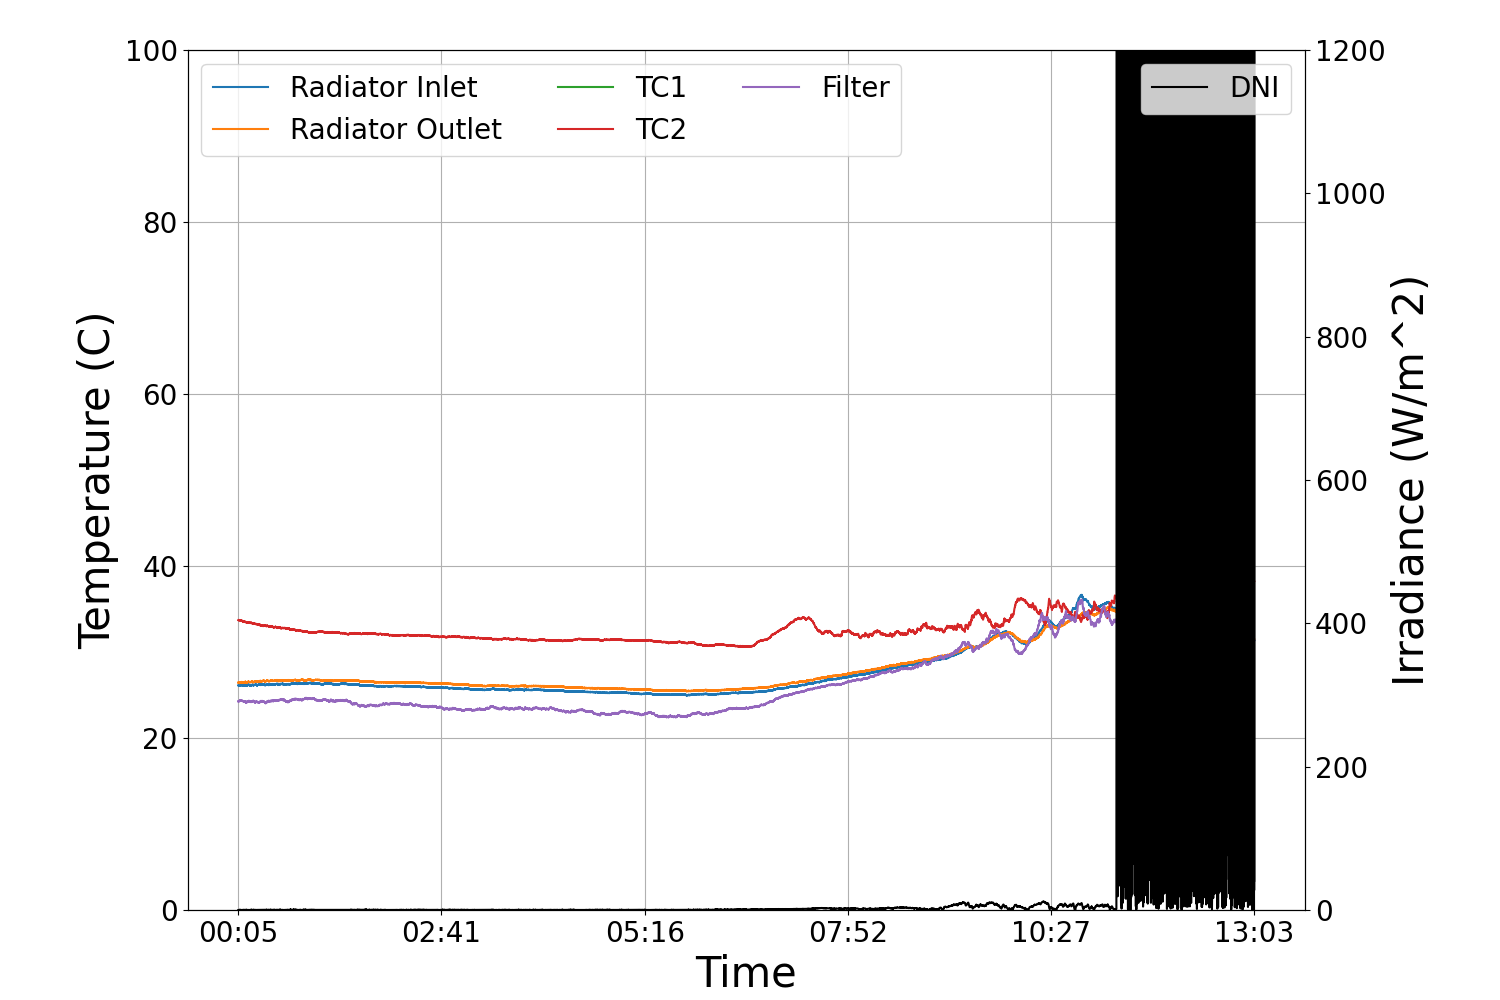 100
80
60
40
20
0
Temperature (C)
Radiator Inlet
Radiator Outlet
TC1
TC2
Filter
DNI
1200
1000
800
600
400
200
0
Irradiance (W/m^2)
00:05 02:41 05:16 07:52 10:27 13:03
Time